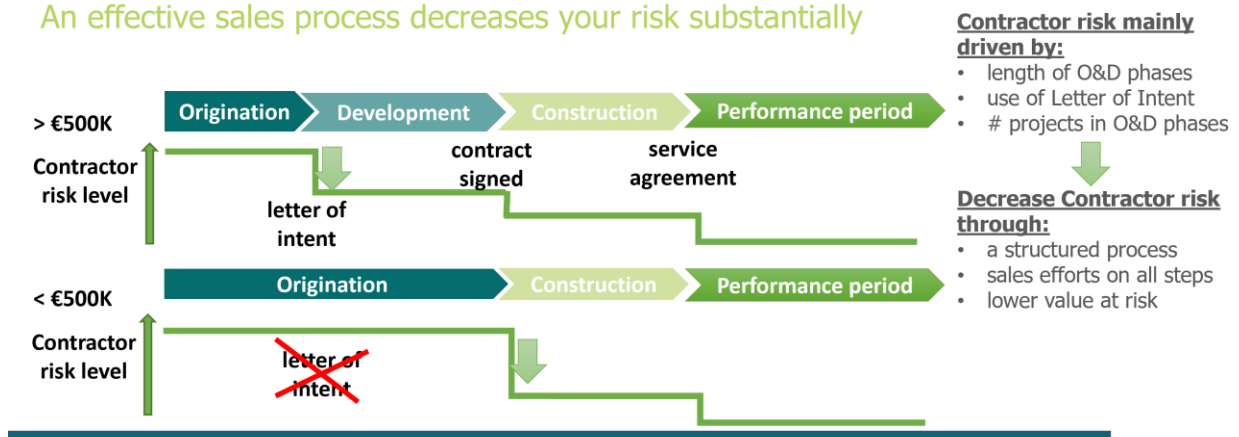 An effective sales process decreases your risk substantially
Origination
Development
Construction
Performance period
> €500K
Contractor
risk level
letter of
intent
contract
signed
service
agreement
Origination
Construction
Performance period
< €500K
Contractor
risk level
letter of
intent
Contractor risk mainly
driven by:
• length of O&D phases
• use of Letter of Intent
• # projects in O&D phases
Decrease Contractor risk
through:
• a structured process
• sales efforts on all steps
• lower value at risk